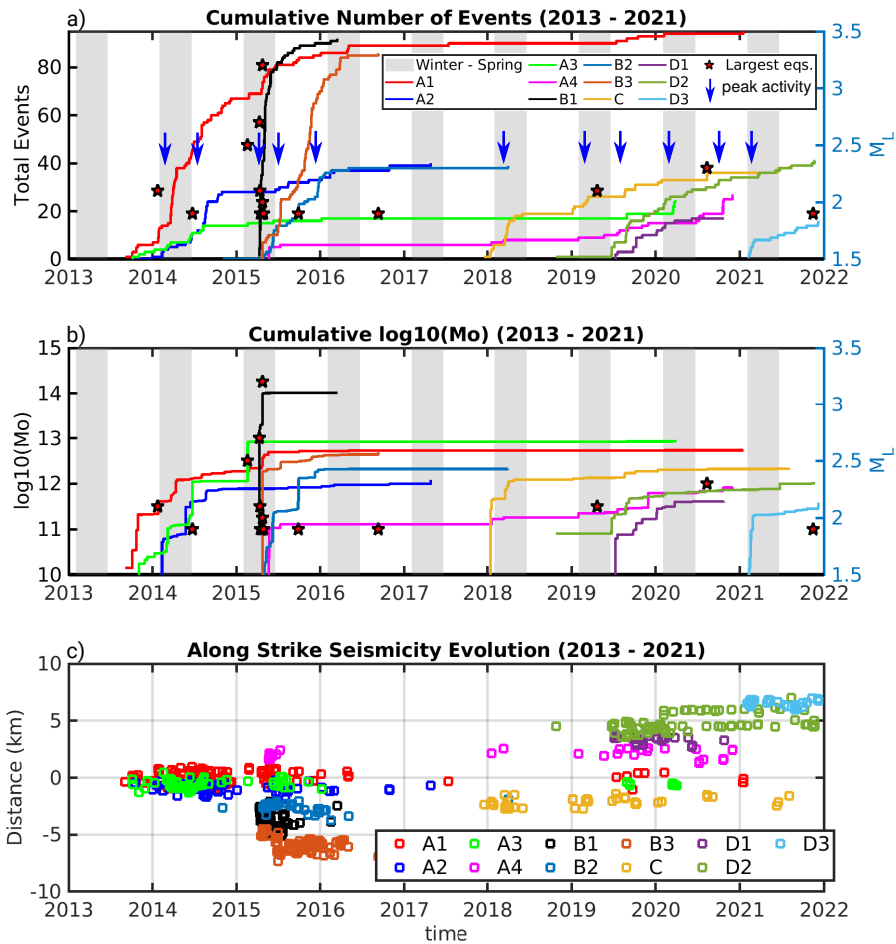 a) Cumulative Number of Events (2013 - 2021)
Total Events
80
60
40
20
0
3.5
3
2.5
2
1.5
M_L
Winter - Spring A3 B2 D1 Largest eqs.
A1 A4 B3 D2 peak activity
A2 B1 C D3
2013 2014 2015 2016 2017 2018 2019 2020 2021 2022
b) Cumulative log10(Mo) (2013 - 2021)
log10(Mo)
15
14
13
12
11
10
3.5
3
2.5
2
1.5
M_L
2013 2014 2015 2016 2017 2018 2019 2020 2021 2022
c) Along Strike Seismicity Evolution (2013 - 2021)
Distance (km)
10
5
0
-5
-10
A1 A3 B1 B3 D1 D3
A2 A4 B2 C D2
2013 2014 2015 2016 2017 2018 2019 2020 2021 2022
time